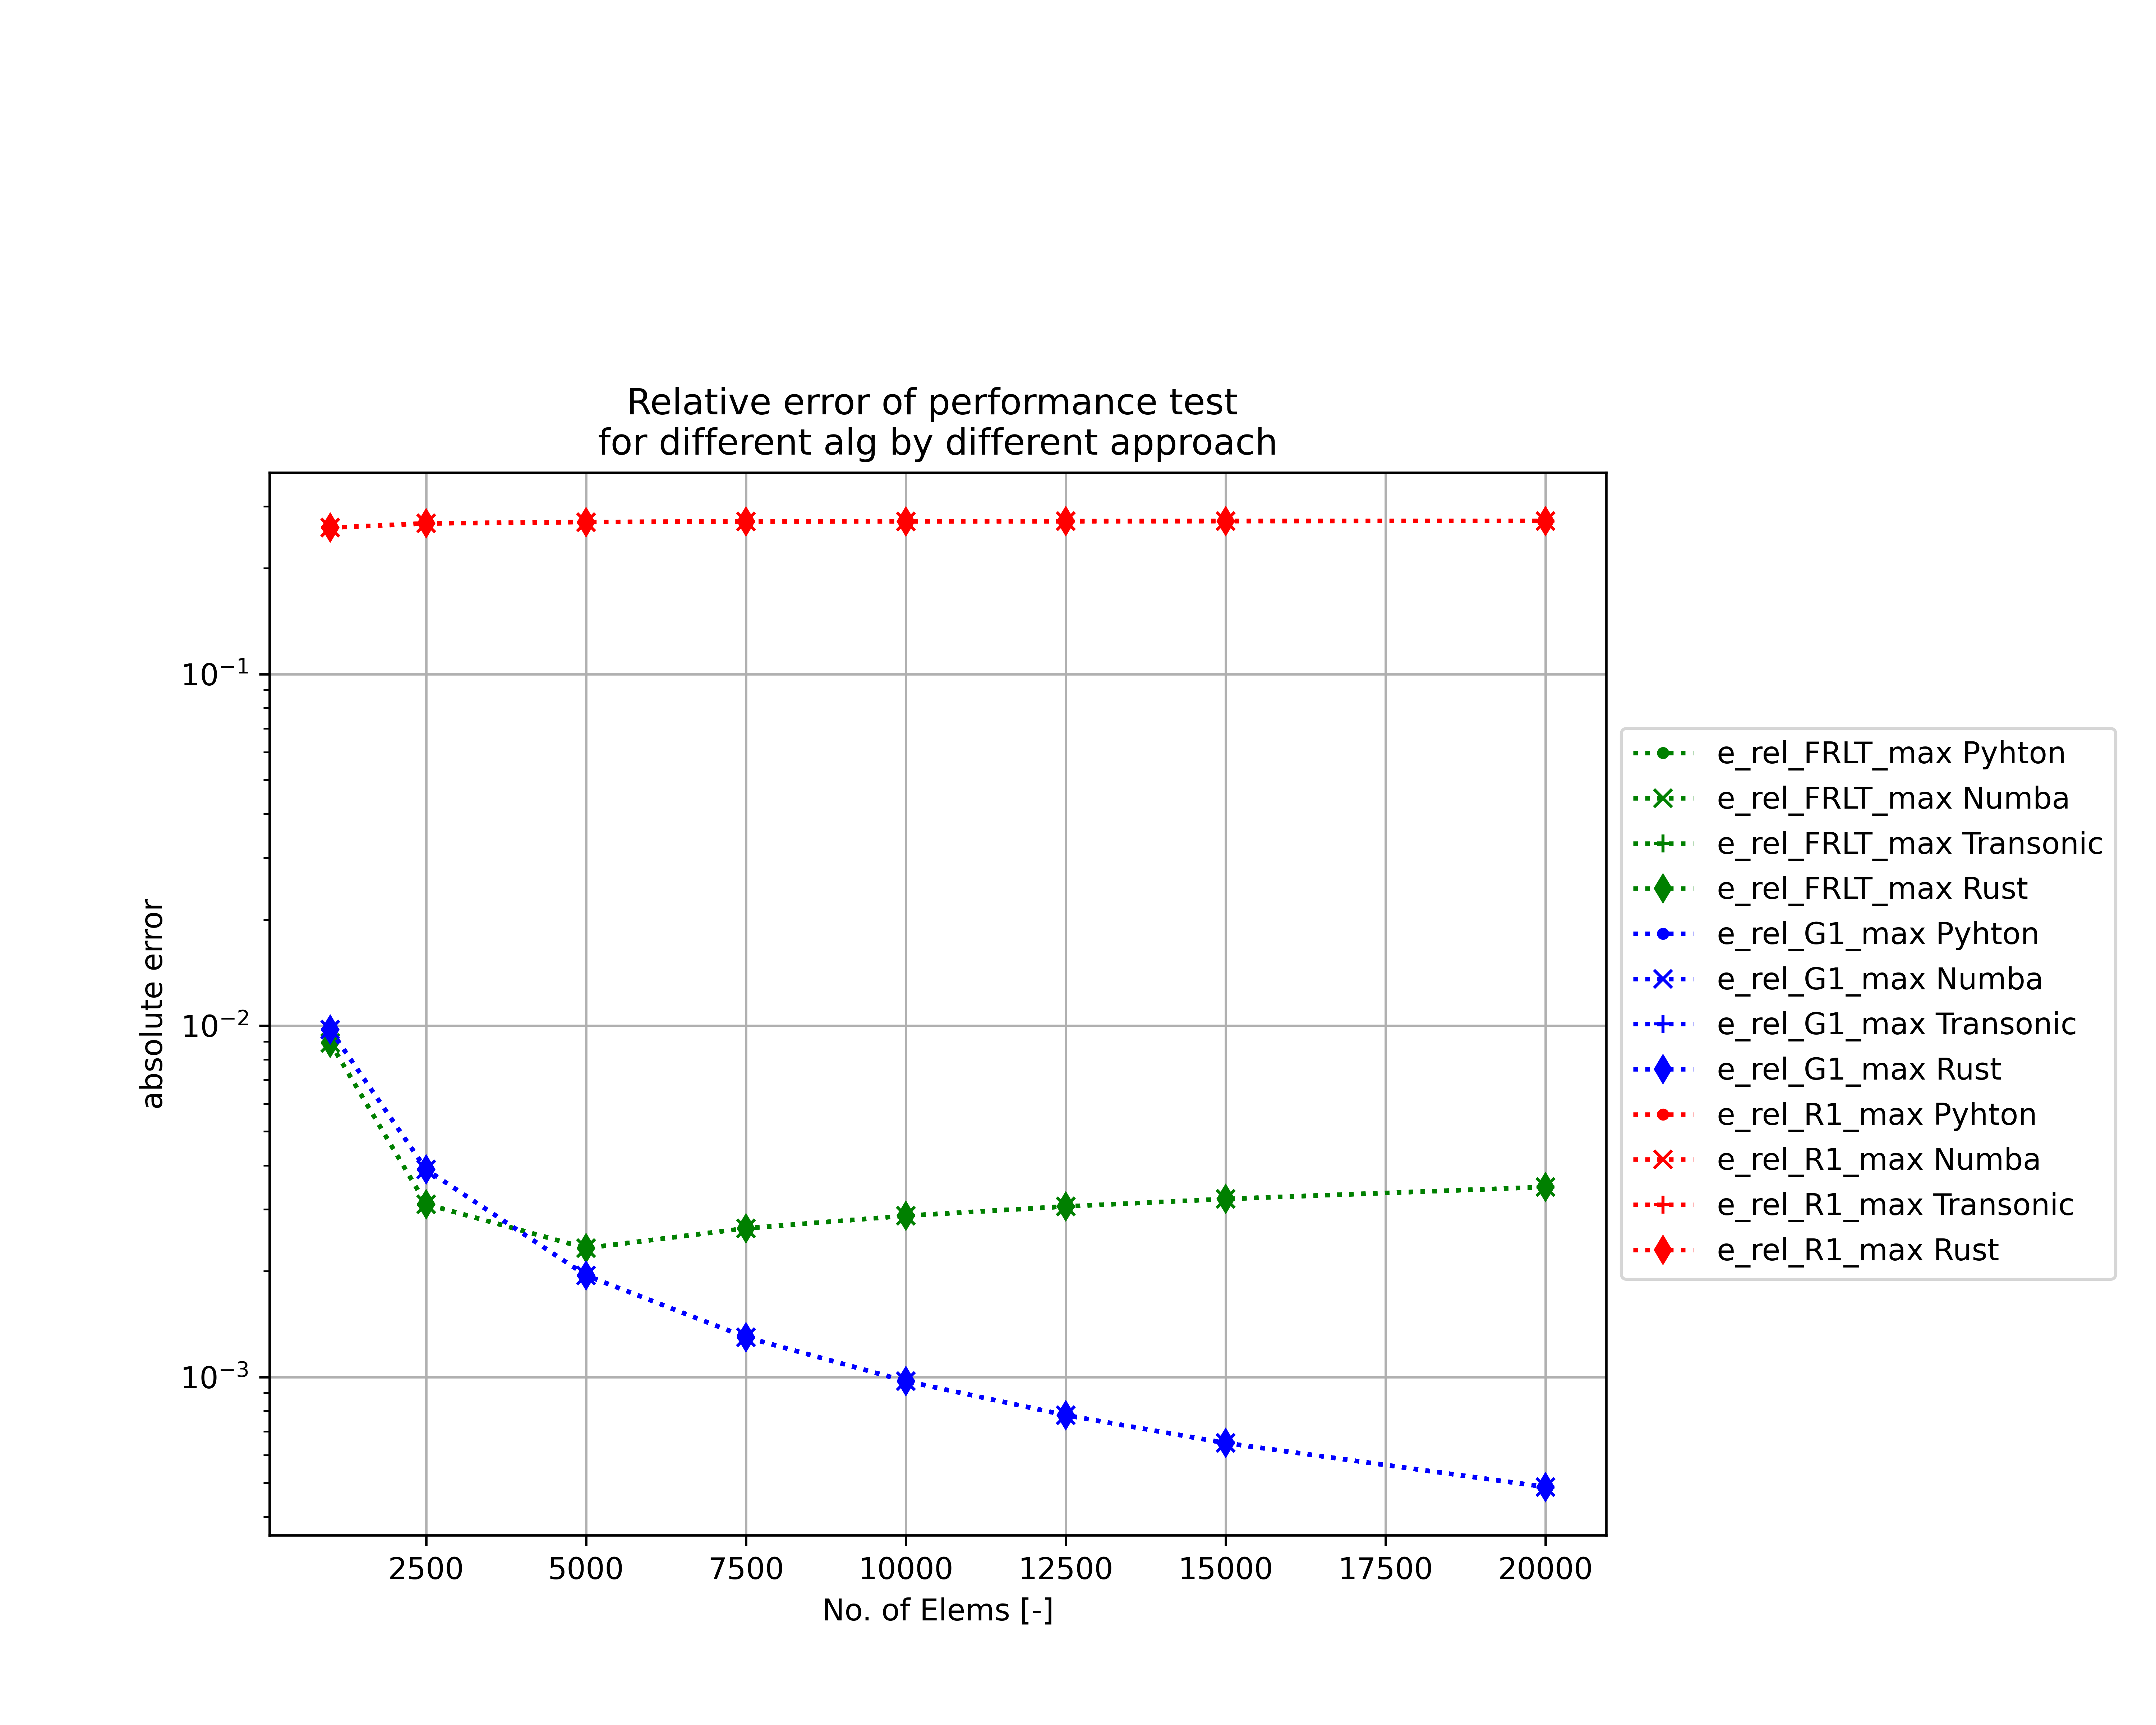 Relative error of performance test
for different alg by different approach
absolute error
10⁻¹
10⁻²
10⁻³
2500 5000 7500 10000 12500 15000 17500 20000
No. of Elems [-]
e_rel_FRLT_max Pyhton
e_rel_FRLT_max Numba
e_rel_FRLT_max Transonic
e_rel_FRLT_max Rust
e_rel_G1_max Pyhton
e_rel_G1_max Numba
e_rel_G1_max Transonic
e_rel_G1_max Rust
e_rel_R1_max Pyhton
e_rel_R1_max Numba
e_rel_R1_max Transonic
e_rel_R1_max Rust